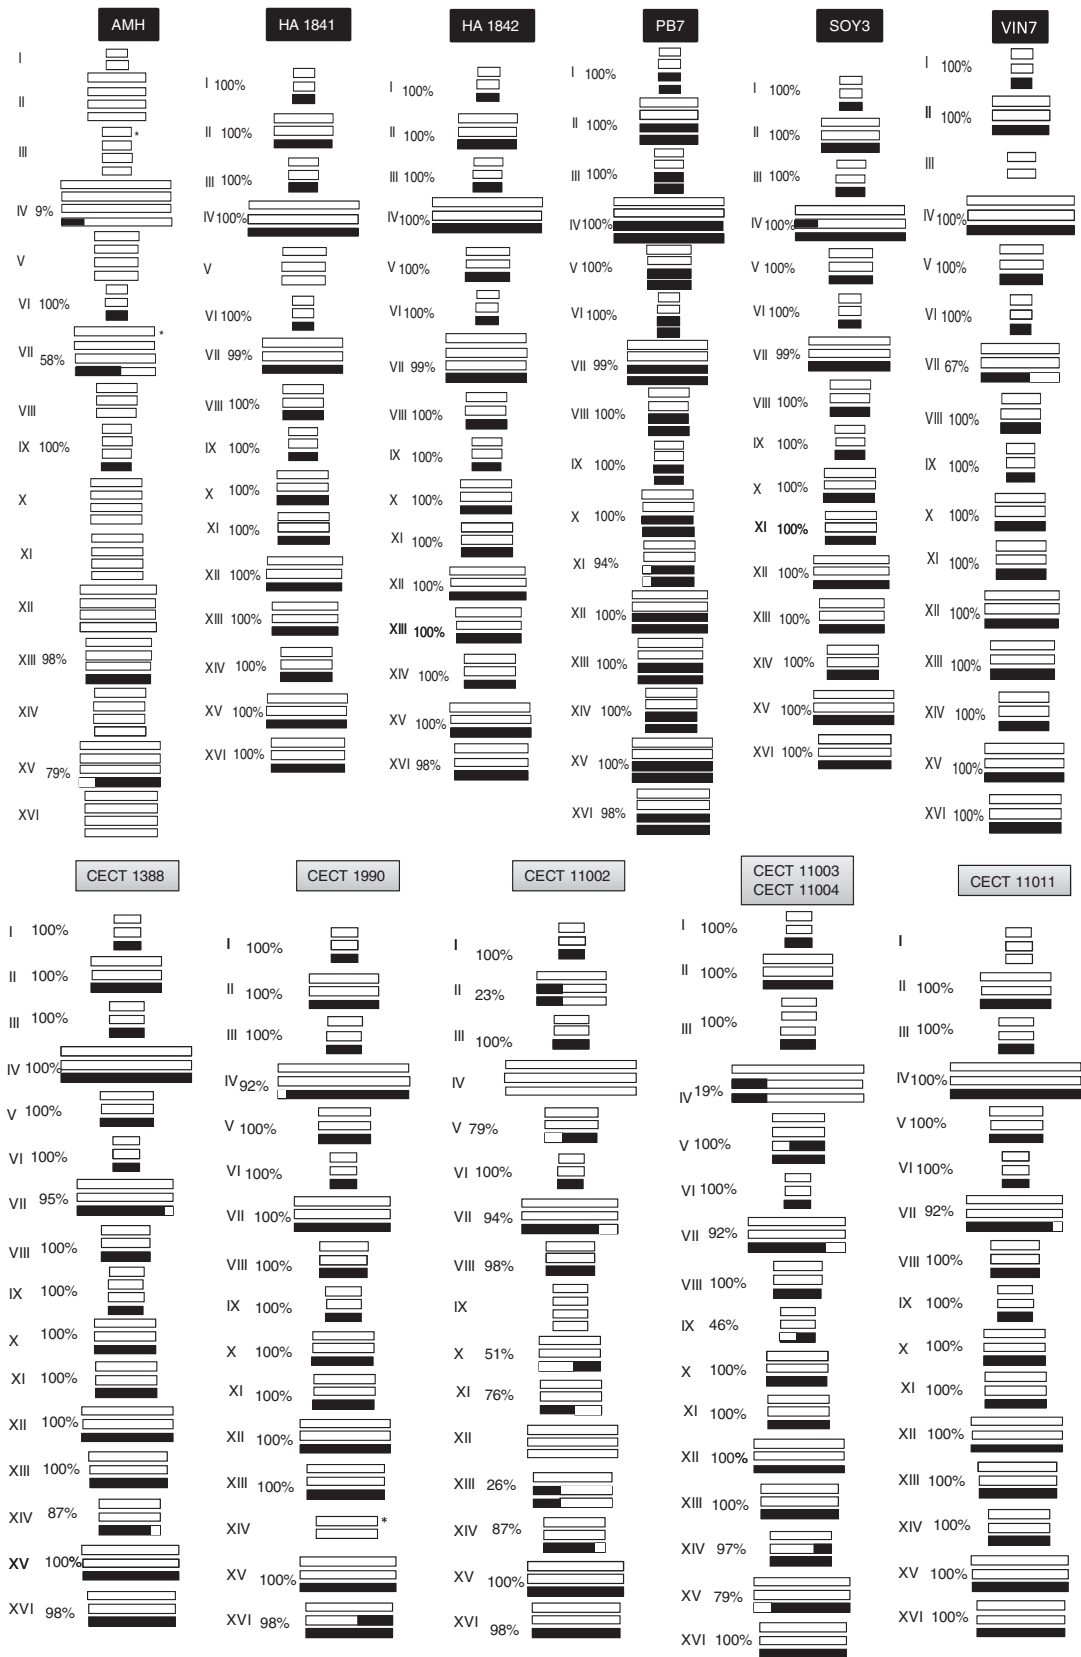 AMH
I
II
III
*
IV 9%
V
VI 100%
VII
58%
*
VIII
IX 100%
X
XI
XII
XIII 98%
XIV
XV
79%
XVI
HA 1841
I 100%
II 100%
III 100%
IV 100%
V
VI 100%
VII 99%
VIII 100%
IX 100%
X
100%
XI 100%
XII 100%
XIII 100%
XIV 100%
XV 100%
XVI 100%
HA 1842
I 100%
II 100%
III 100%
IV 100%
V 100%
VI 100%
VII 99%
VIII 100%
IX 100%
X 100%
XI
100%
XII 100%
XIII 100%
XIV 100%
XV 100%
XVI 98%
PB7
I
100%
II 100%
III 100%
IV 100%
V 100%
VI 100%
VII 99%
VIII 100%
IX 100%
X 100%
XI 94%
XII
100%
XIII 100%
XIV
100%
XV
100%
XVI 98%
SOY3
I
100%
II 100%
III
100%
IV 100%
V 100%
VI 100%
VII 99%
VIII 100%
IX
100%
X
100%
XI 100%
XII 100%
XIII 100%
XIV 100%
XV 100%
XVI 100%
VIN7
I 100%
II
100%
III
IV
100%
V 100%
VI 100%
VII 67%
VIII 100%
IX 100%
X
100%
XI 100%
XII
100%
XIII 100%
XIV 100%
XV
100%
XVI 100%
CECT 1388
I 100%
II 100%
III 100%
IV 100%
V 100%
VI 100%
VII 95%
VIII 100%
IX 100%
X 100%
XI 100%
XII 100%
XIII 100%
XIV 87%
XV 100%
XVI 98%
CECT 1990
I 100%
II
100%
III 100%
IV
92%
V 100%
VI 100%
VII 100%
VIII 100%
IX 100%
X
100%
XI 100%
XII 100%
XIII 100%
XIV
*
XV
100%
XVI 98%
CECT 11002
I
100%
II
23%
III
100%
IV
V 79%
VI 100%
VII 94%
VIII 98%
IX
X 51%
XI 76%
XII
XIII 26%
XIV 87%
XV
100%
XVI
98%
CECT 11003
CECT 11004
I 100%
II
100%
III
100%
IV 19%
V 100%
VI 100%
VII 92%
VIII 100%
IX 46%
X 100%
XI 100%
XII 100%
XIII 100%
XIV 97%
XV 79%
XVI 100%
CECT 11011
I
II
100%
III 100%
IV 100%
V 100%
VI 100%
VII 92%
VIII 100%
IX 100%
X
100%
XI 100%
XII 100%
XIII 100%
XIV 100%
XV 100%
XVI 100%